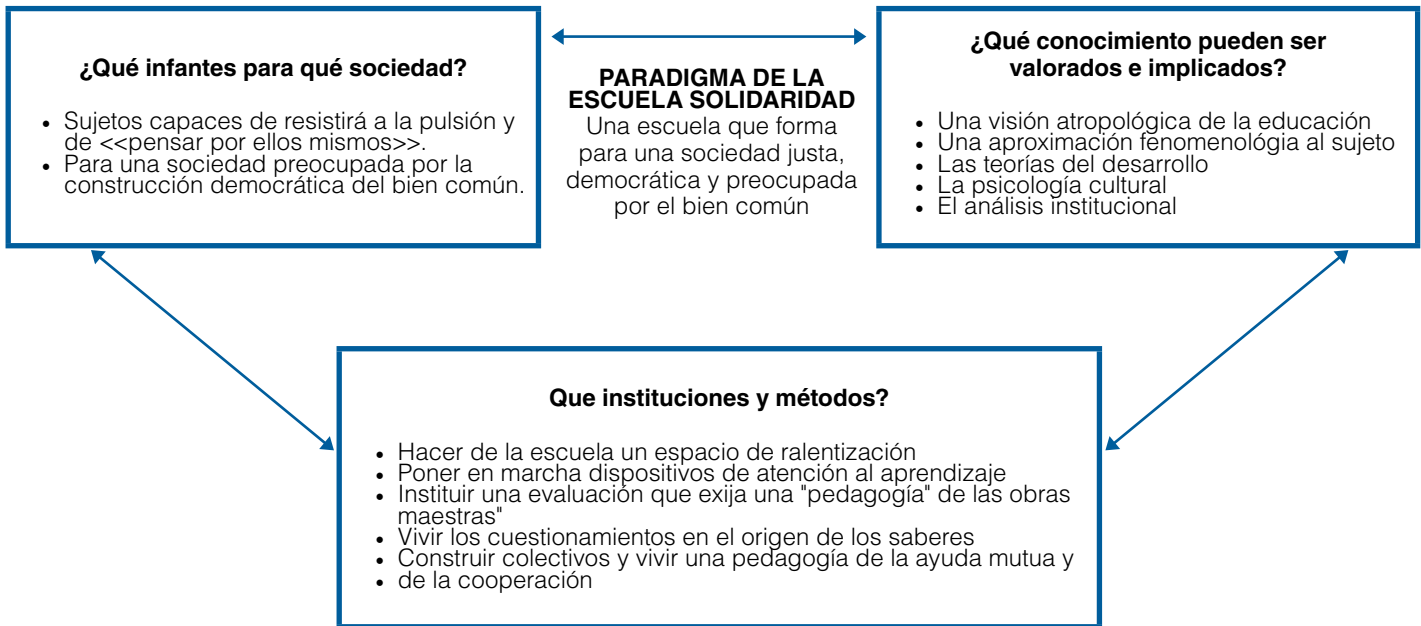 ¿Qué infantes para qué sociedad?
• Sujetos capaces de resistirá a la pulsión y
de <<pensar por ellos mismos>>.
• Para una sociedad preocupada por la
construcción democrática del bien común.
PARADIGMA DE LA
ESCUELA SOLIDARIDAD
Una escuela que forma
para una sociedad justa,
democrática y preocupada
por el bien común
¿Qué conocimiento pueden ser
valorados e implicados?
• Una visión atropológica de la educación
• Una aproximación fenomenológia al sujeto
• Las teorías del desarrollo
• La psicología cultural
• El análisis institucional
Que instituciones y métodos?
• Hacer de la escuela un espacio de ralentización
• Poner en marcha dispositivos de atención al aprendizaje
• Instituir una evaluación que exija una "pedagogía" de las obras
maestras"
• Vivir los cuestionamientos en el origen de los saberes
• Construir colectivos y vivir una pedagogía de la ayuda mutua y
• de la cooperación